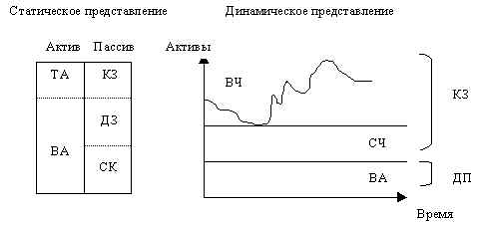 Статическое представление
Динамическое представление
Актив Пассив
Активы
ТА КЗ
ВА ДЗ
СК
ВЧ
СЧ
ВА
КЗ
ДП
Время